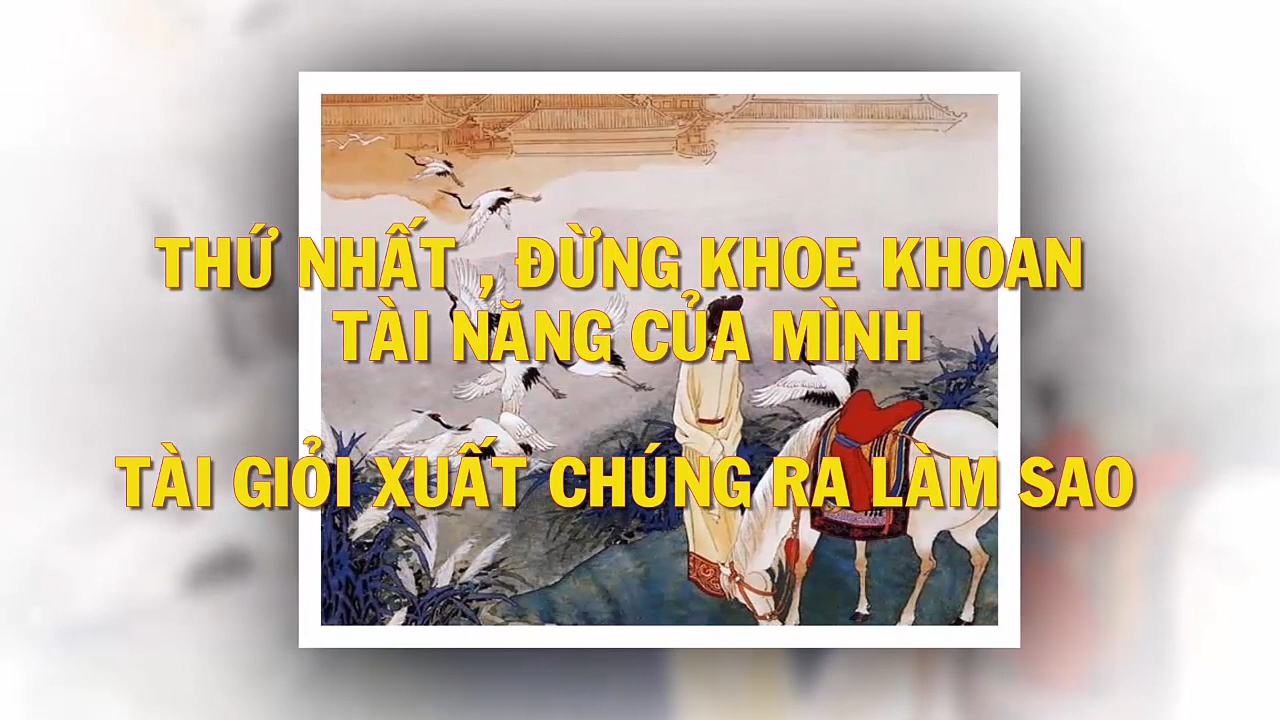 THỨ NHẤT , ĐỪNG KHOE KHOAN
TÀI NĂNG CỦA MÌNH
TÀI GIỎI XUẤT CHÚNG RA LÀM SAO